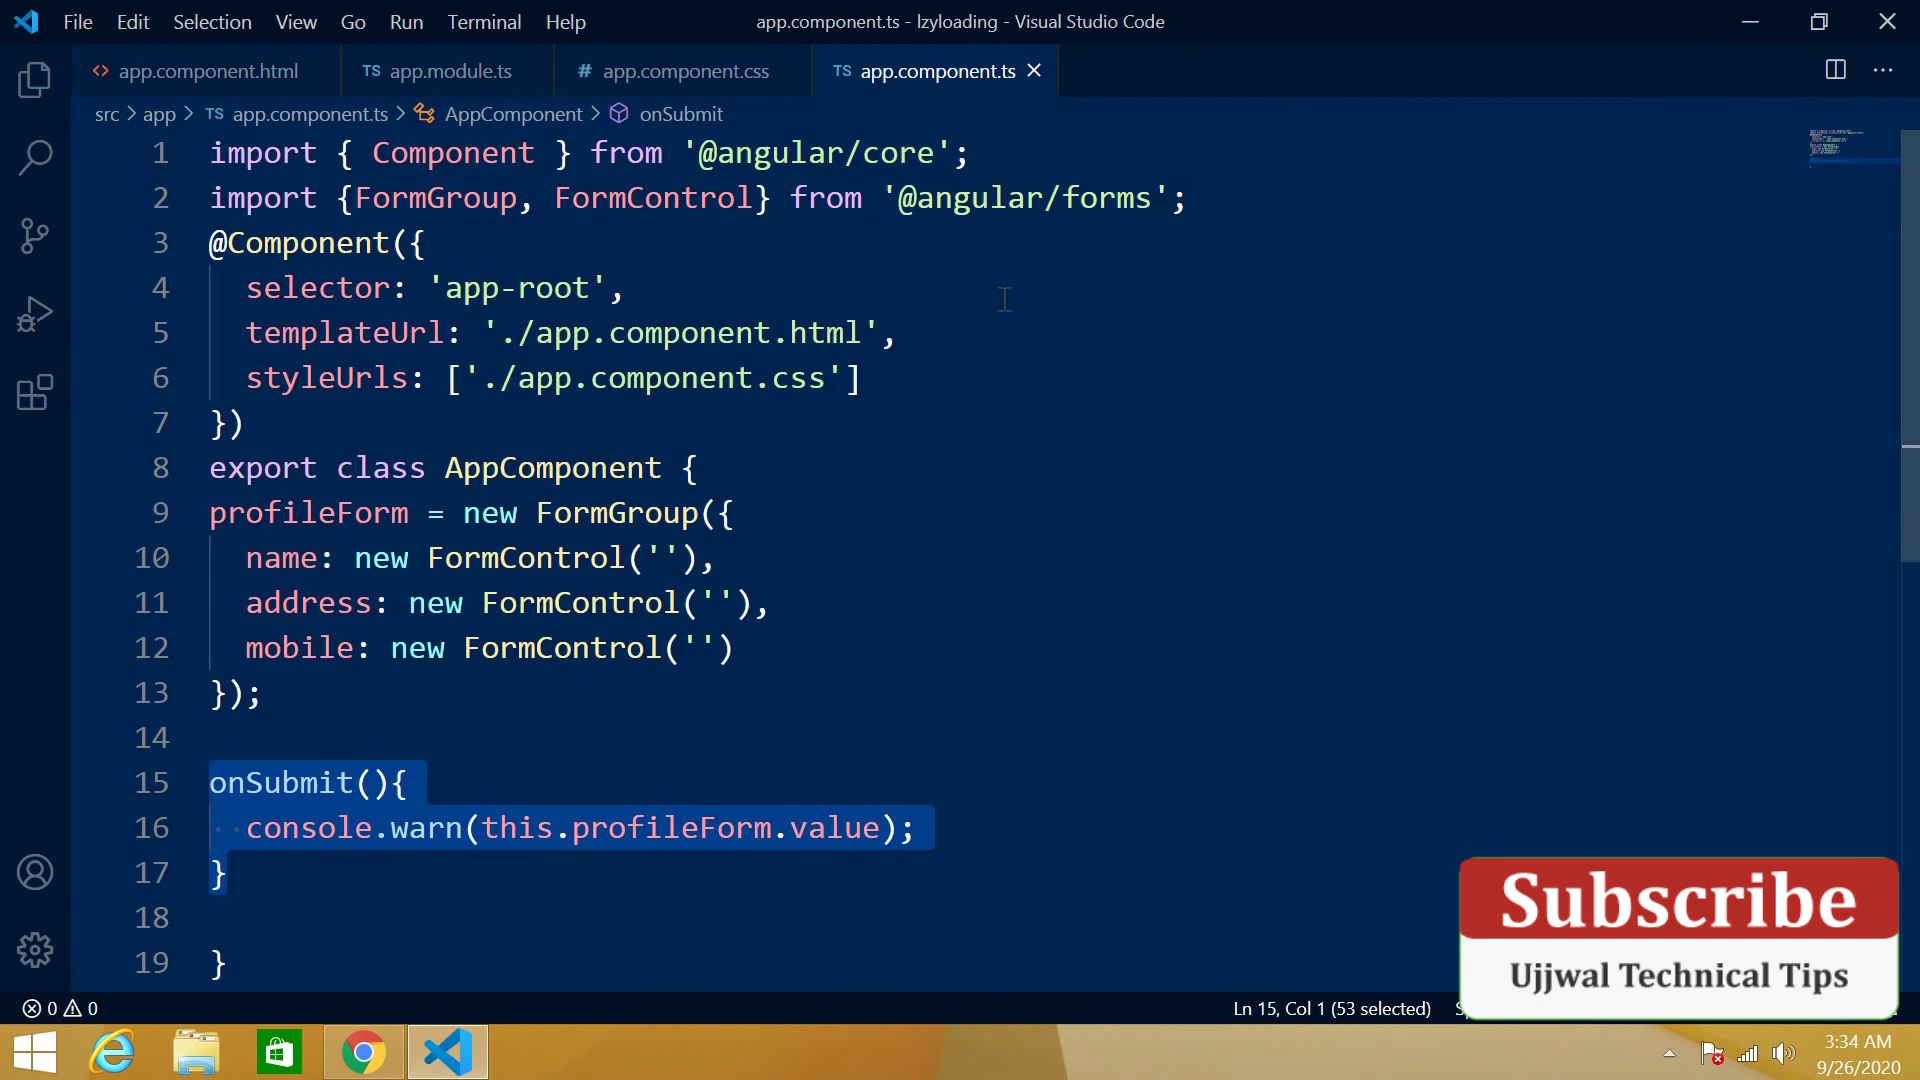 File Edit Selection View Go Run Terminal Help app.component.ts - lzyloading - Visual Studio Code
<> app.component.html TS app.module.ts # app.component.css TS app.component.ts
src > app > TS app.component.ts > AppComponent > onSubmit
1 import { Component } from '@angular/core';
2 import {FormGroup, FormControl} from '@angular/forms';
3 @Component({
4 selector: 'app-root',
5 templateUrl: './app.component.html',
6 styleUrls: ['./app.component.css']
7 })
8 export class AppComponent {
9 profileForm = new FormGroup({
10 name: new FormControl(''),
11 address: new FormControl(''),
12 mobile: new FormControl('')
13 });
14
15 onSubmit(){
16 console.warn(this.profileForm.value);
17 }
18
19 }
Subscribe
Ujjwal Technical Tips
0 0 Ln 15, Col 1 (53 selected)
3:34 AM
9/26/2020